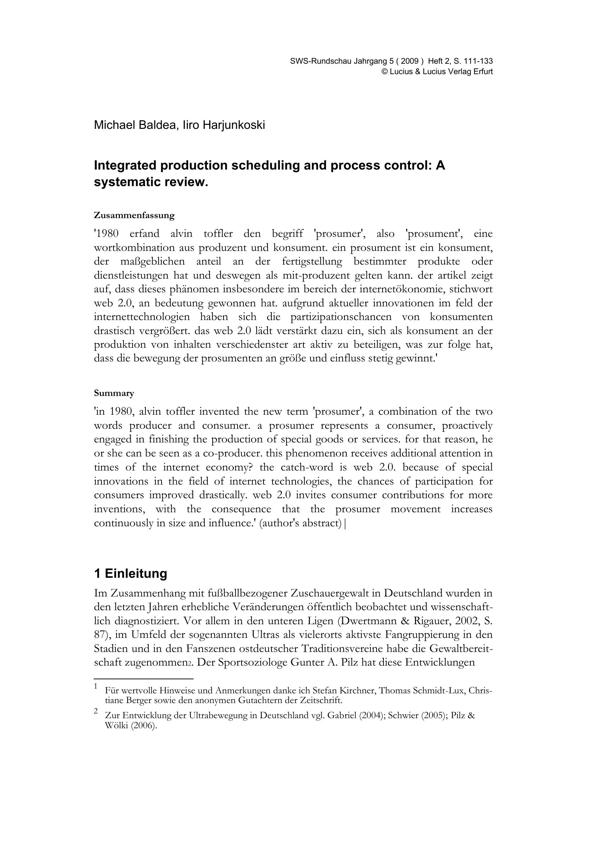 SWS-Rundschau Jahrgang 5 ( 2009 ) Heft 2, S. 111-133
© Lucius & Lucius Verlag Erfurt
Michael Baldea, Iiro Harjunkoski
Integrated production scheduling and process control: A
systematic review.
Zusammenfassung
'1980 erfand alvin toffler den begriff 'prosumer', also 'prosument', eine
wortkombination aus produzent und konsument. ein prosument ist ein konsument,
der maßgeblichen anteil an der fertigstellung bestimmter produkte oder
dienstleistungen hat und deswegen als mit-produzent gelten kann. der artikel zeigt
auf, dass dieses phänomen insbesondere im bereich der internetökonomie, stichwort
web 2.0, an bedeutung gewonnen hat. aufgrund aktueller innovationen im feld der
internettechnologien haben sich die partizipationschancen von konsumenten
drastisch vergrößert. das web 2.0 lädt verstärkt dazu ein, sich als konsument an der
produktion von inhalten verschiedenster art aktiv zu beteiligen, was zur folge hat,
dass die bewegung der prosumenten an größe und einfluss stetig gewinnt.'
Summary
'in 1980, alvin toffler invented the new term 'prosumer', a combination of the two
words producer and consumer. a prosumer represents a consumer, proactively
engaged in finishing the production of special goods or services. for that reason, he
or she can be seen as a co-producer. this phenomenon receives additional attention in
times of the internet economy? the catch-word is web 2.0. because of special
innovations in the field of internet technologies, the chances of participation for
consumers improved drastically. web 2.0 invites consumer contributions for more
inventions, with the consequence that the prosumer movement increases
continuously in size and influence.' (author's abstract)|
1 Einleitung
Im Zusammenhang mit fußballbezogener Zuschauergewalt in Deutschland wurden in
den letzten Jahren erhebliche Veränderungen öffentlich beobachtet und wissenschaft-
lich diagnostiziert. Vor allem in den unteren Ligen (Dwertmann & Rigauer, 2002, S.
87), im Umfeld der sogenannten Ultras als vielerorts aktivste Fangruppierung in den
Stadien und in den Fanszenen ostdeutscher Traditionsvereine habe die Gewaltbereit-
schaft zugenommen2. Der Sportsoziologe Gunter A. Pilz hat diese Entwicklungen
1 Für wertvolle Hinweise und Anmerkungen danke ich Stefan Kirchner, Thomas Schmidt-Lux, Chris-
tiane Berger sowie den anonymen Gutachtern der Zeitschrift.
2 Zur Entwicklung der Ultrabewegung in Deutschland vgl. Gabriel (2004); Schwier (2005); Pilz &
Wölki (2006).